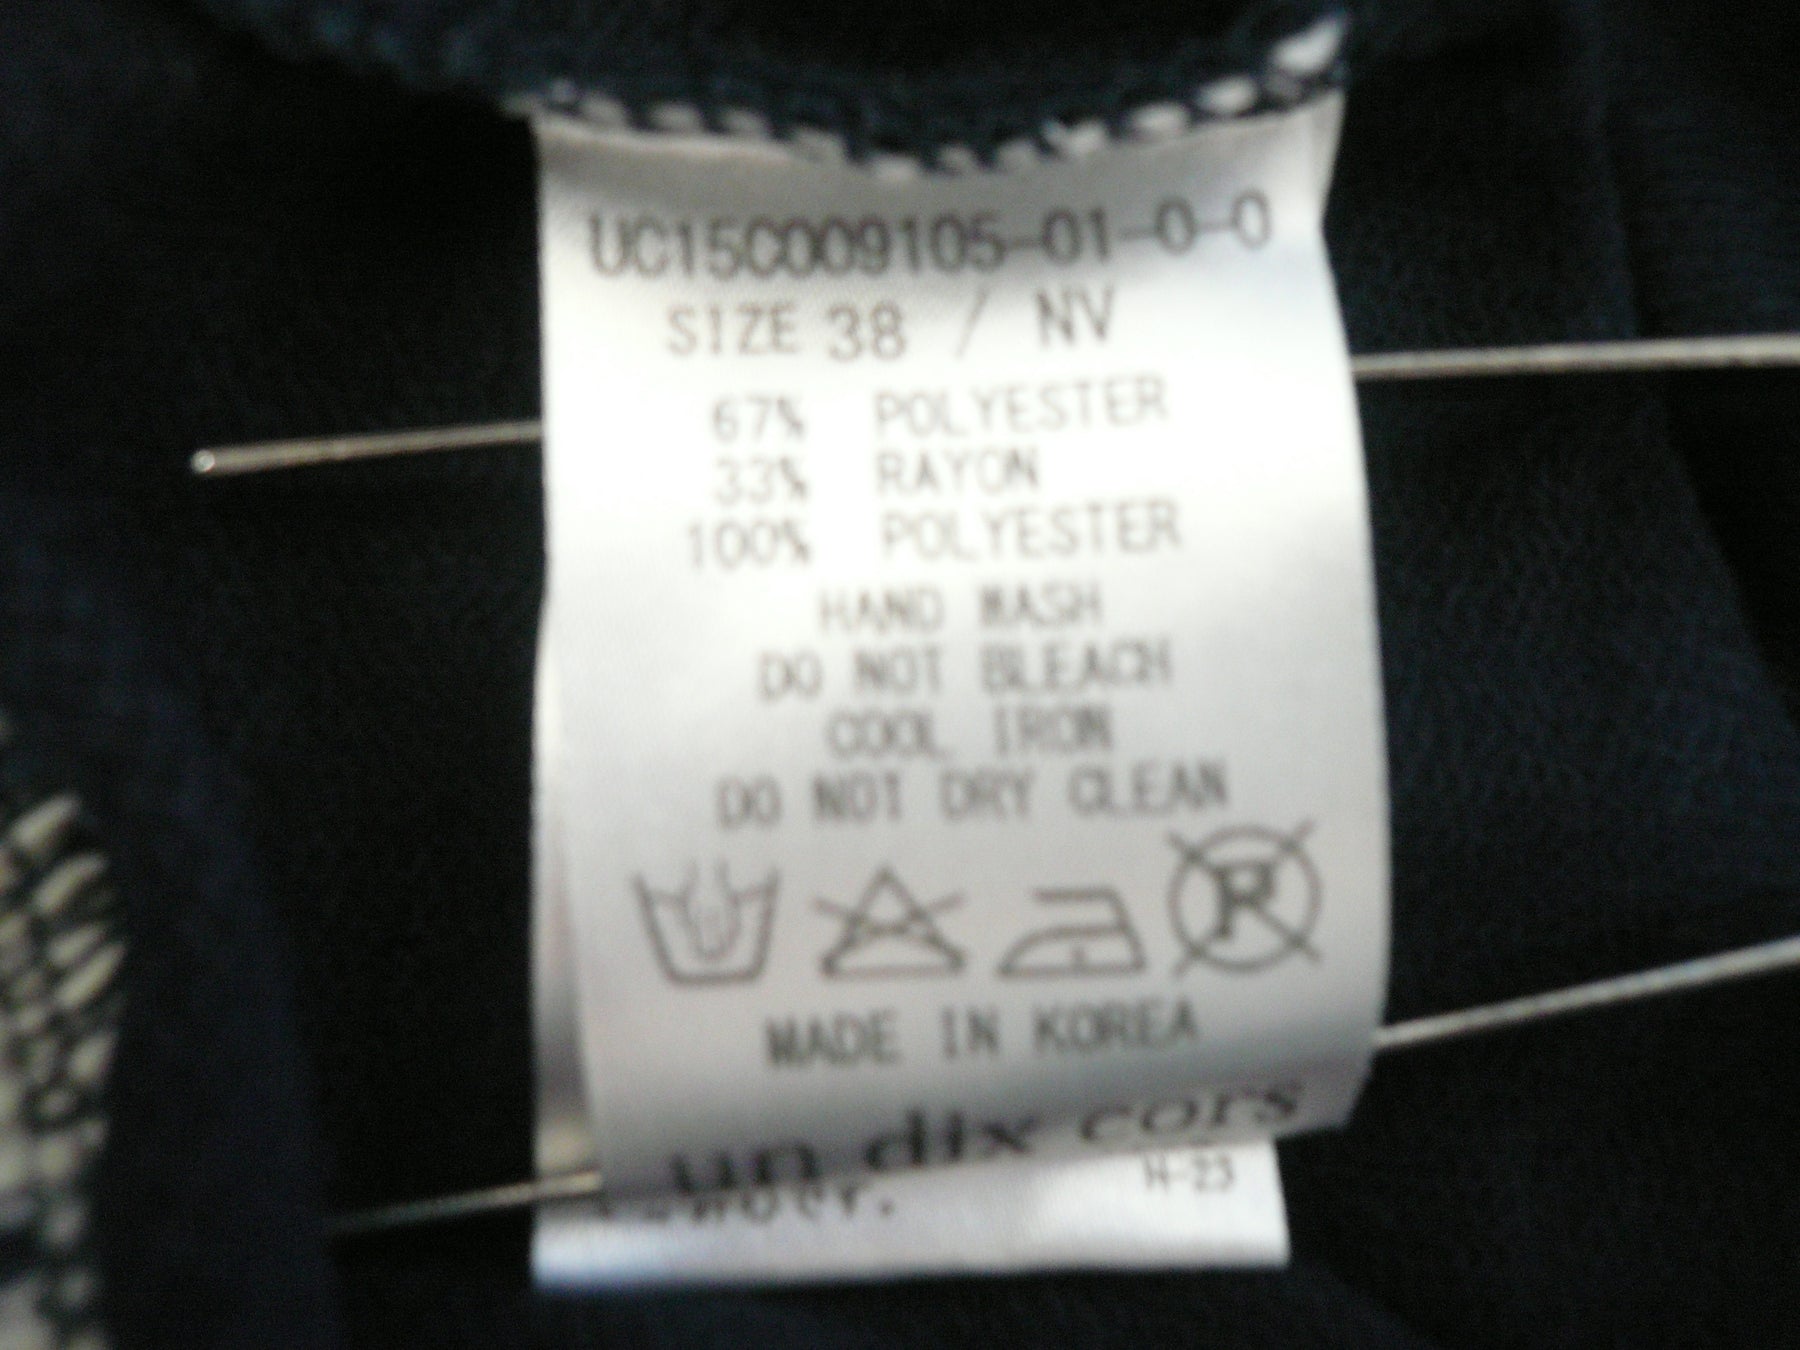 UC15C009105-01-0-0
SIZE 38 / NV
67% POLYESTER
33% RAYON
100% POLYESTER
HAND WASH
DO NOT BLEACH
COOL IRON
DO NOT DRY CLEAN
R
MADE IN KOREA
un dix cors
H-23